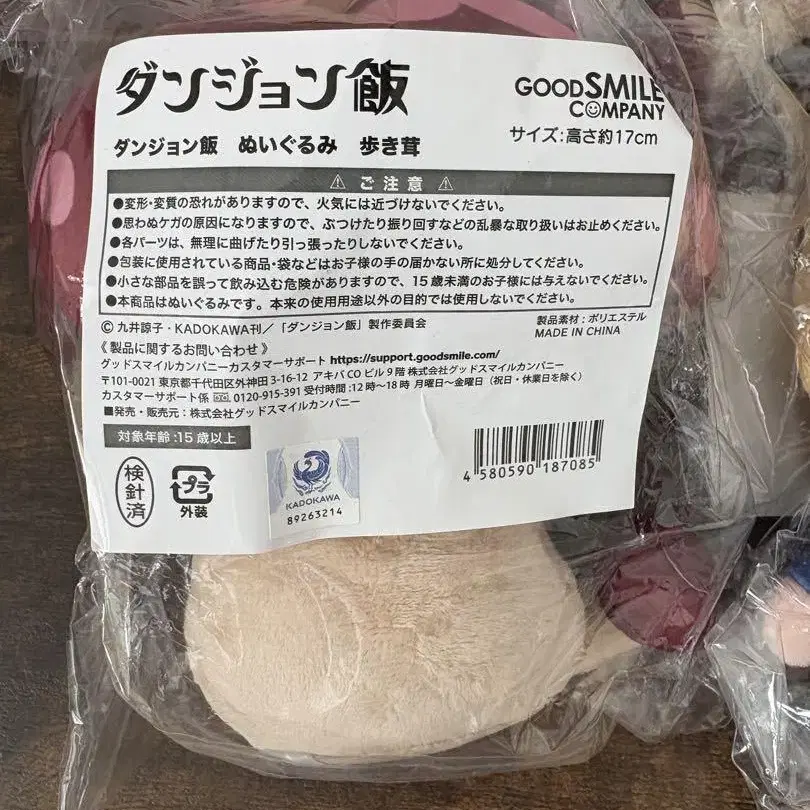 ダンジョン飯
GOOD SMILE
COMPANY
ダンジョン飯 ぬいぐるみ 歩き茸
サイズ:高さ約17cm
⚠ ご注意 ⚠
●変形・変質の恐れがありますので、火気には近づけないでください。
●思わぬケガの原因になりますので、ぶつけたり振り回すなどの乱暴な取り扱いはお止めください。
●各パーツは、無理に曲げたり引っ張ったりしないでください。
●包装に使用されている商品・袋などはお子様の手の届かない所に処分してください。
●小さな部品を誤って飲み込む危険がありますので、15歳未満のお子様には与えないでください。
●本商品はぬいぐるみです。本来の使用用途以外の目的では使用しないでください。
© 九井諒子・KADOKAWA刊/「ダンジョン飯」製作委員会
製品素材:ポリエステル
MADE IN CHINA
《 製品に関するお問い合わせ 》
グッドスマイルカンパニーカスタマーサポート https://support.goodsmile.com/
〒101-0021 東京都千代田区外神田 3-16-12 アキバ CO ビル 9 階 株式会社グッドスマイルカンパニー
カスタマーサポート係 0120-915-391 受付時間:12 時〜18 時 月曜日〜金曜日(祝日・休業日を除く)
■発売・販売元:株式会社グッドスマイルカンパニー
対象年齢:15 歳以上
検針済
プラ
外装
KADOKAWA
89263214
4 580590 187085